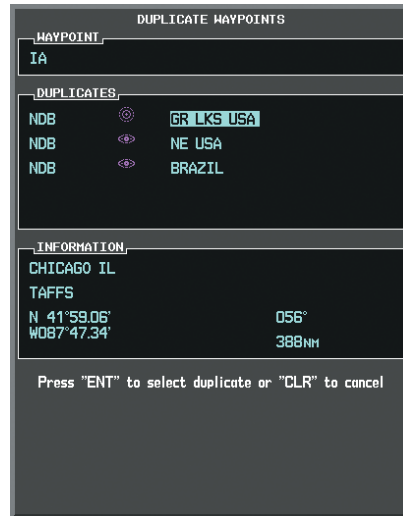 DUPLICATE WAYPOINTS
WAYPOINT
IA
DUPLICATES
NDB GR LKS USA
NDB NE USA
NDB BRAZIL
INFORMATION
CHICAGO IL
TAFFS
N 41°59.06' 056°
W087°47.34'
388NM
Press "ENT" to select duplicate or "CLR" to cancel